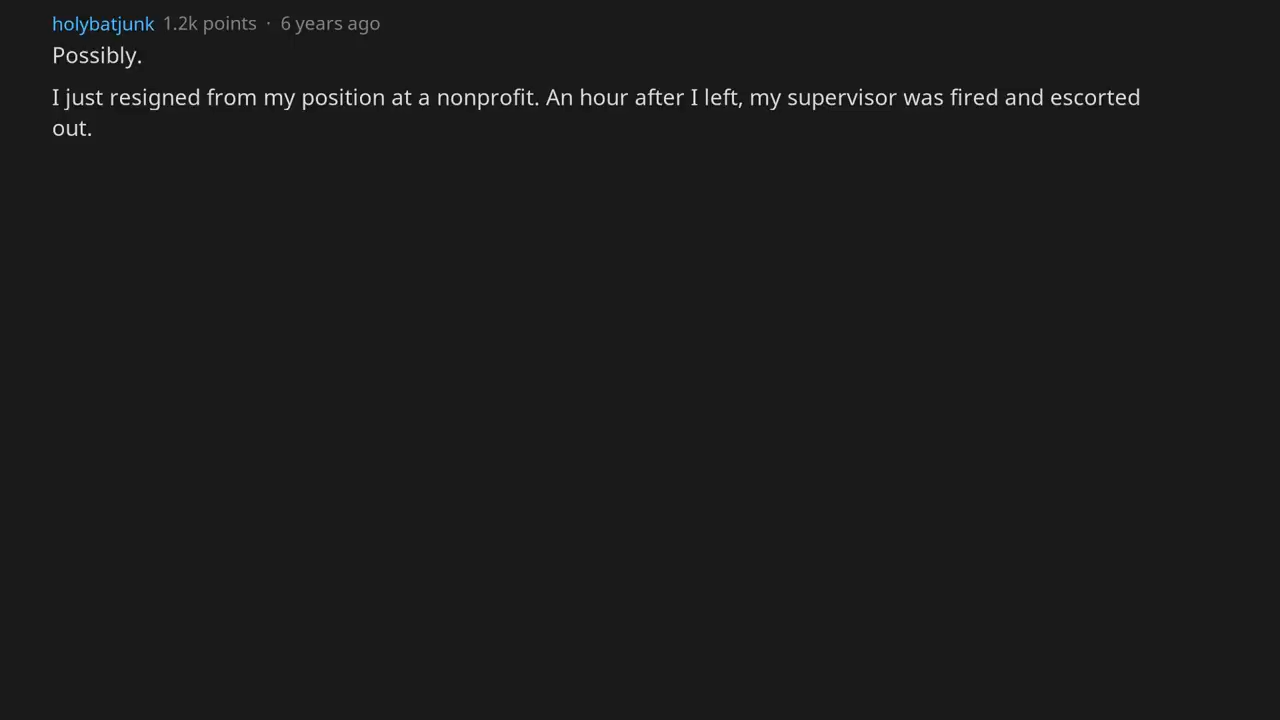 holybatjunk 1.2k points · 6 years ago
Possibly.
I just resigned from my position at a nonprofit. An hour after I left, my supervisor was fired and escorted
out.